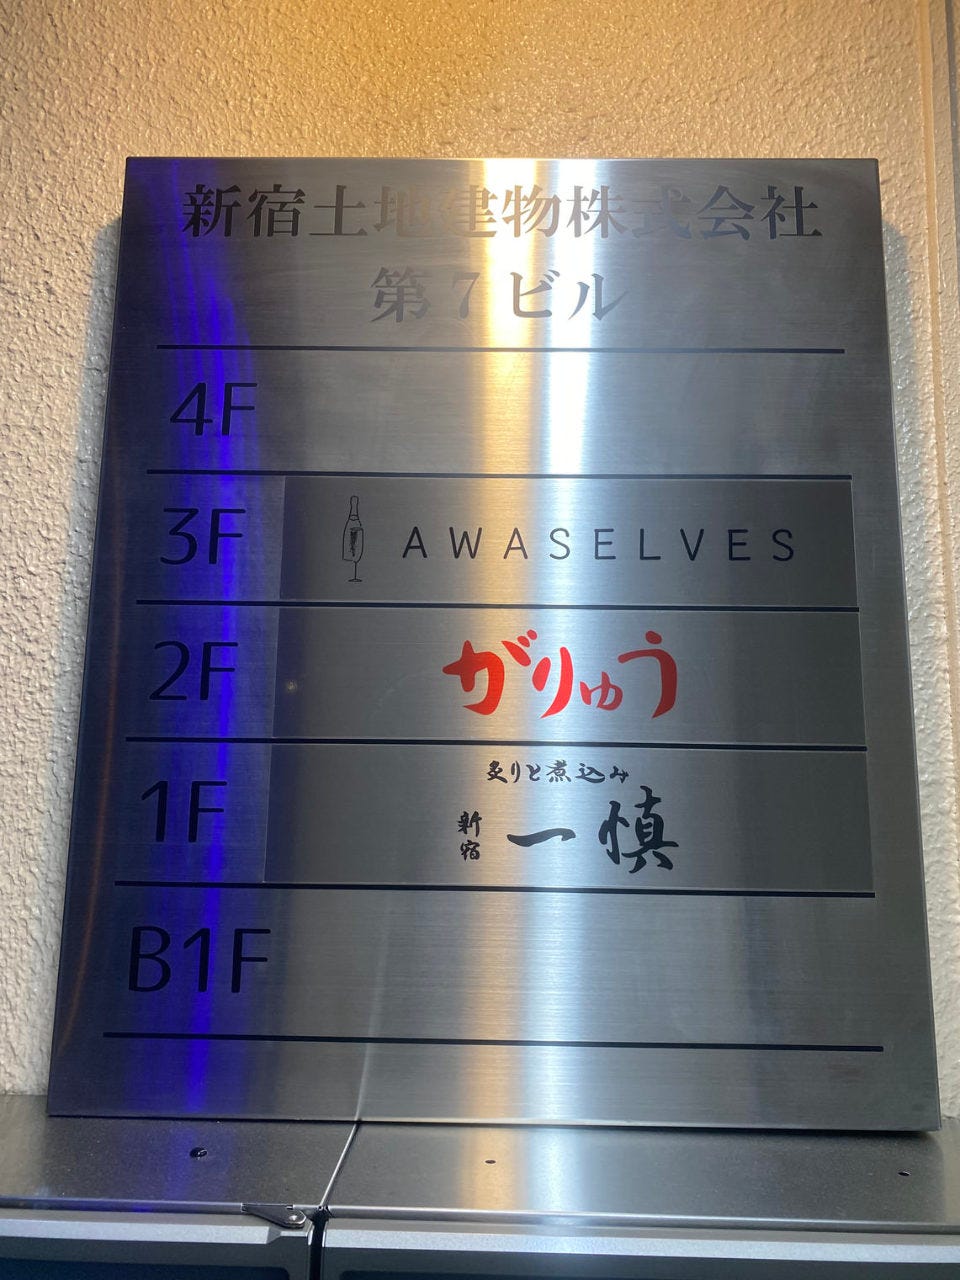 新宿土地建物株式会社
第7ビル
4F
3F AWASELVES
2F がりゅう
1F 炙りと煮込み
新宿 一慎
B1F